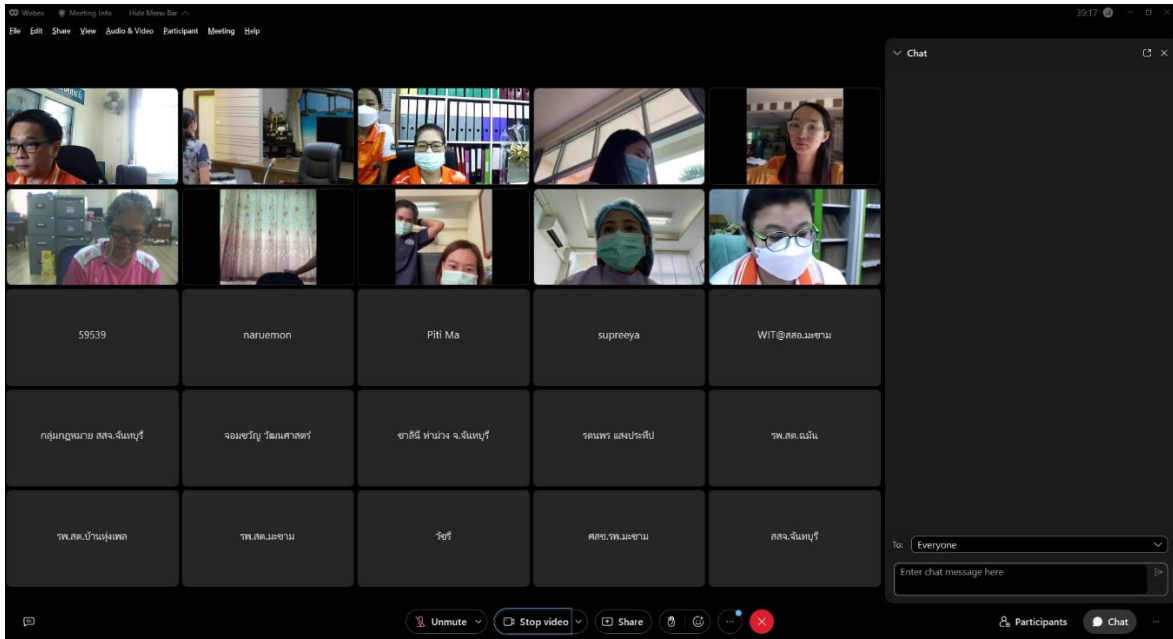 Webex Meeting Info Hide Menu Bar
39:17
File Edit Share View Audio & Video Participant Meeting Help
Chat
59539
naruemon
Piti Ma
supreeya
WIT@สสอ.มะขาม
กลุ่มกฎหมาย สสจ.จันทบุรี
จอมขวัญ วัฒนศาสตร์
ชาลินี ท่าม่วง จ.จันทบุรี
รตนพร แสงประทีป
รพ.สต.ฉมัน
รพ.สต.บ้านทุ่งเพล
รพ.สต.มะขาม
วัชรี
ศสช.รพ.มะขาม
สสจ.จันทบุรี
To: Everyone
Enter chat message here
Unmute
Stop video
Share
Participants
Chat